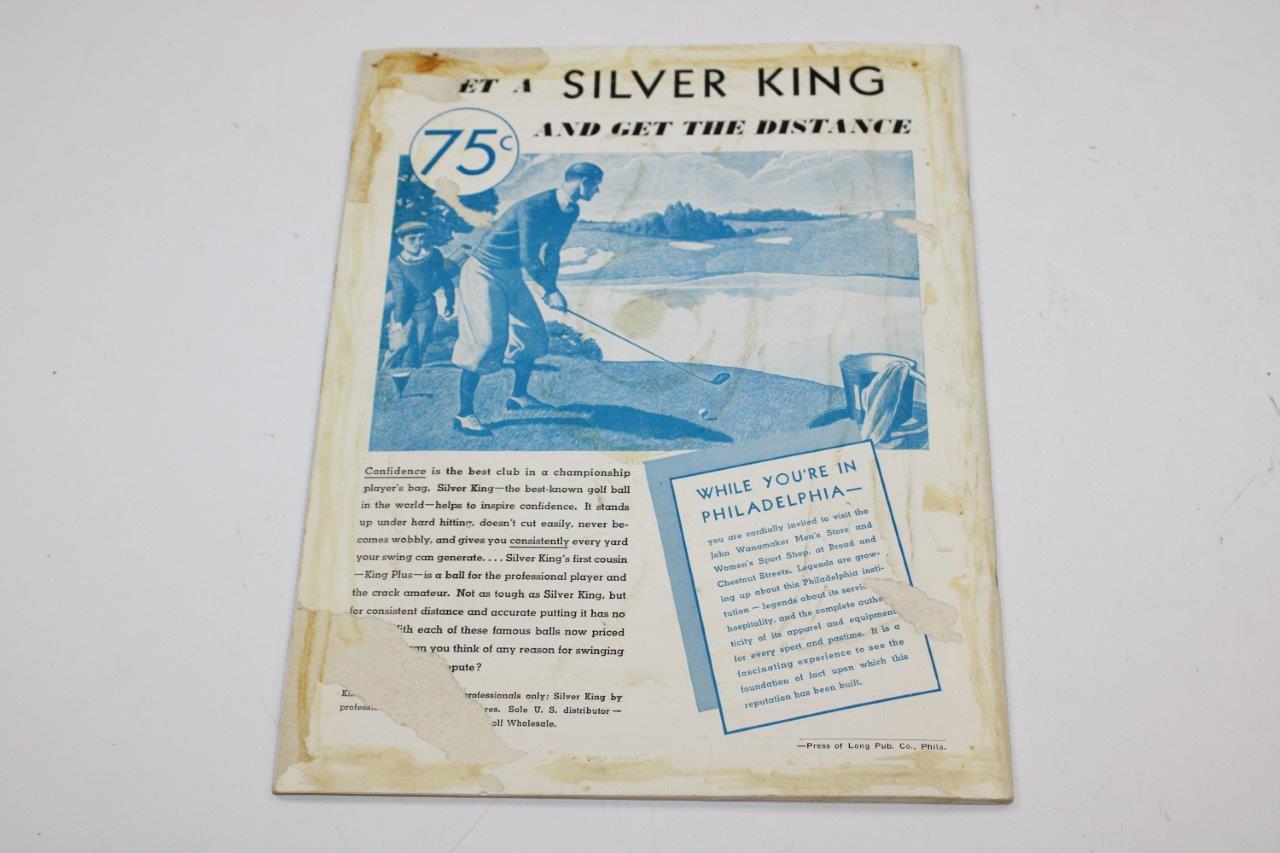 ET A SILVER KING
75c
AND GET THE DISTANCE
Confidence is the best club in a championship
player's bag. Silver King—the best-known golf ball
in the world—helps to inspire confidence. It stands
up under hard hitting, doesn't cut easily, never be-
comes wobbly, and gives you consistently every yard
your swing can generate.... Silver King's first cousin
—King Plus—is a ball for the professional player and
the crack amateur. Not as tough as Silver King, but
for consistent distance and accurate putting it has no
ith each of these famous balls now priced
an you think of any reason for swinging
epute?
Ki rofessionals only: Silver King by
profess res. Sole U. S. distributor—
olf Wholesale.
WHILE YOU'RE IN
PHILADELPHIA—
you are cordially invited to visit the
John Wanamaker Men's Store and
Women's Sport Shop, at Broad and
Chestnut Streets. Legends are grow-
ing up about this Philadelphia insti-
tution — legends about its servic
hospitality, and the complete authe
ticity of its apparel and equipment
for every sport and pastime. It is a
fascinating experience to see the
foundation of fact upon which this
reputation has been built.
—Press of Long Pub. Co., Phila.